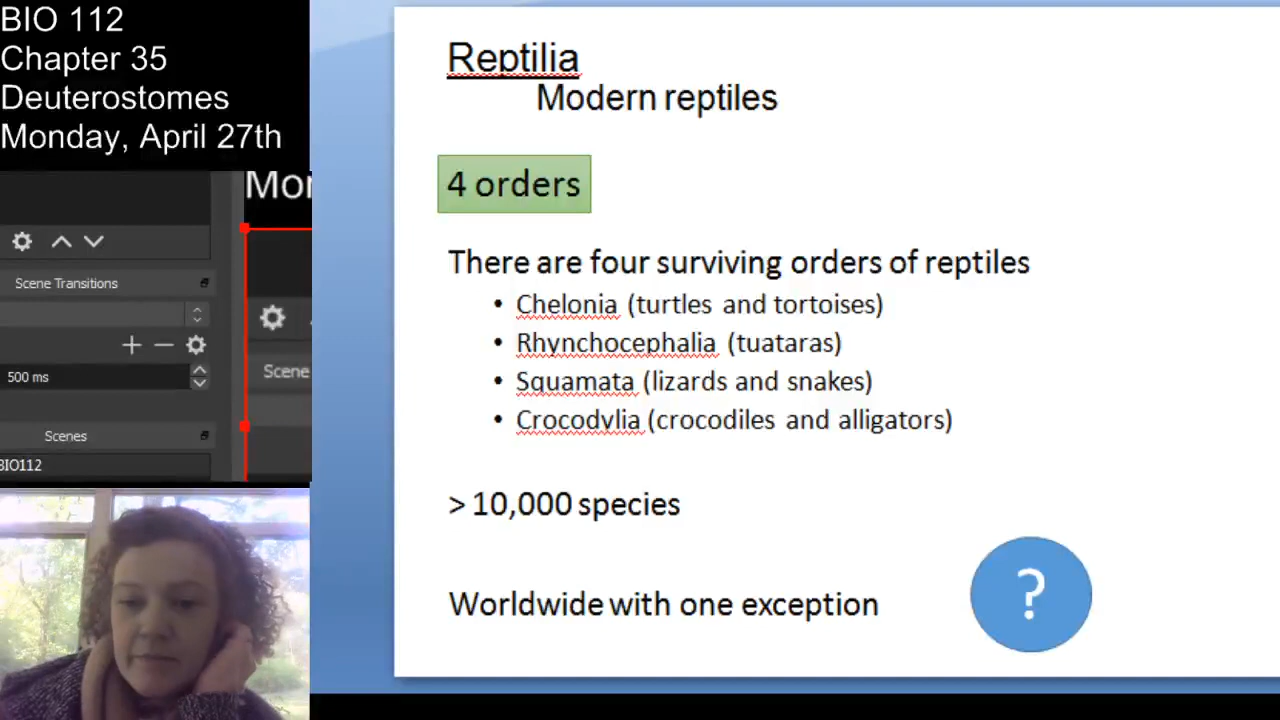 BIO 112
Chapter 35
Deuterostomes
Monday, April 27th
Scene Transitions
500 ms
Scene
Scenes
BIO112
Reptilia
Modern reptiles
4 orders
There are four surviving orders of reptiles
• Chelonia (turtles and tortoises)
• Rhynchocephalia (tuataras)
• Squamata (lizards and snakes)
• Crocodylia (crocodiles and alligators)
> 10,000 species
Worldwide with one exception
?